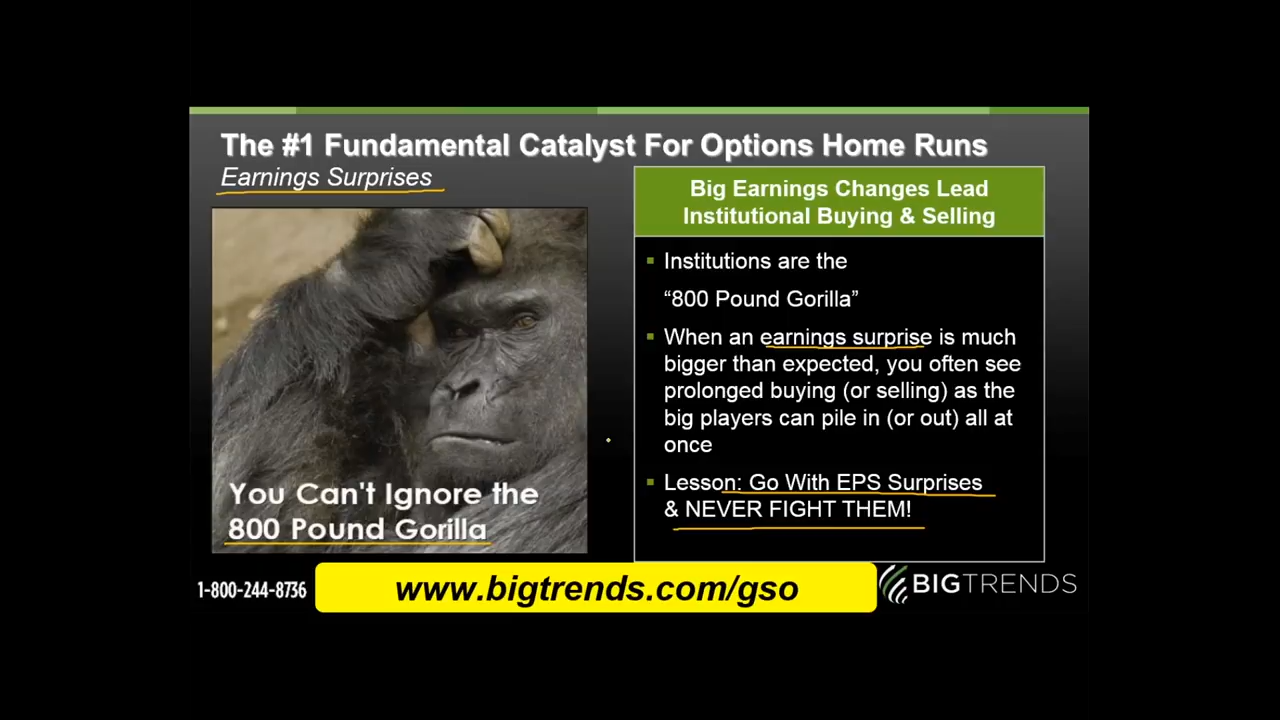 The #1 Fundamental Catalyst For Options Home Runs
Earnings Surprises
You Can't Ignore the
800 Pound Gorilla
Big Earnings Changes Lead
Institutional Buying & Selling
Institutions are the
“800 Pound Gorilla”
When an earnings surprise is much
bigger than expected, you often see
prolonged buying (or selling) as the
big players can pile in (or out) all at
once
Lesson: Go With EPS Surprises
& NEVER FIGHT THEM!
1-800-244-8736
www.bigtrends.com/gso
BIGTRENDS